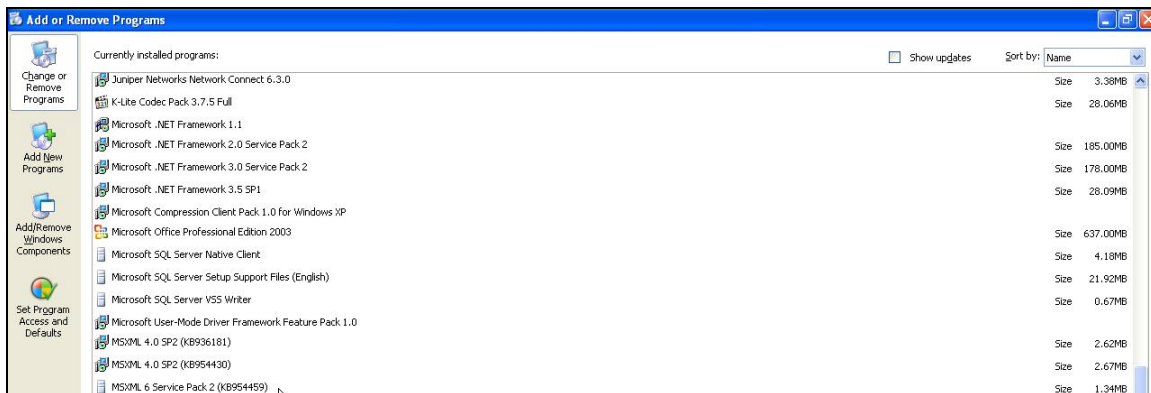 Add or Remove Programs
Change or
Remove
Programs
Add New
Programs
Add/Remove
Windows
Components
Set Program
Access and
Defaults
Currently installed programs:
Show updates
Sort by: Name
Juniper Networks Network Connect 6.3.0 Size 3.38MB
K-Lite Codec Pack 3.7.5 Full Size 28.06MB
Microsoft .NET Framework 1.1
Microsoft .NET Framework 2.0 Service Pack 2 Size 185.00MB
Microsoft .NET Framework 3.0 Service Pack 2 Size 178.00MB
Microsoft .NET Framework 3.5 SP1 Size 28.09MB
Microsoft Compression Client Pack 1.0 for Windows XP
Microsoft Office Professional Edition 2003 Size 637.00MB
Microsoft SQL Server Native Client Size 4.18MB
Microsoft SQL Server Setup Support Files (English) Size 21.92MB
Microsoft SQL Server VSS Writer Size 0.67MB
Microsoft User-Mode Driver Framework Feature Pack 1.0
MSXML 4.0 SP2 (KB936181) Size 2.62MB
MSXML 4.0 SP2 (KB954430) Size 2.67MB
MSXML 6 Service Pack 2 (KB954459) Size 1.34MB